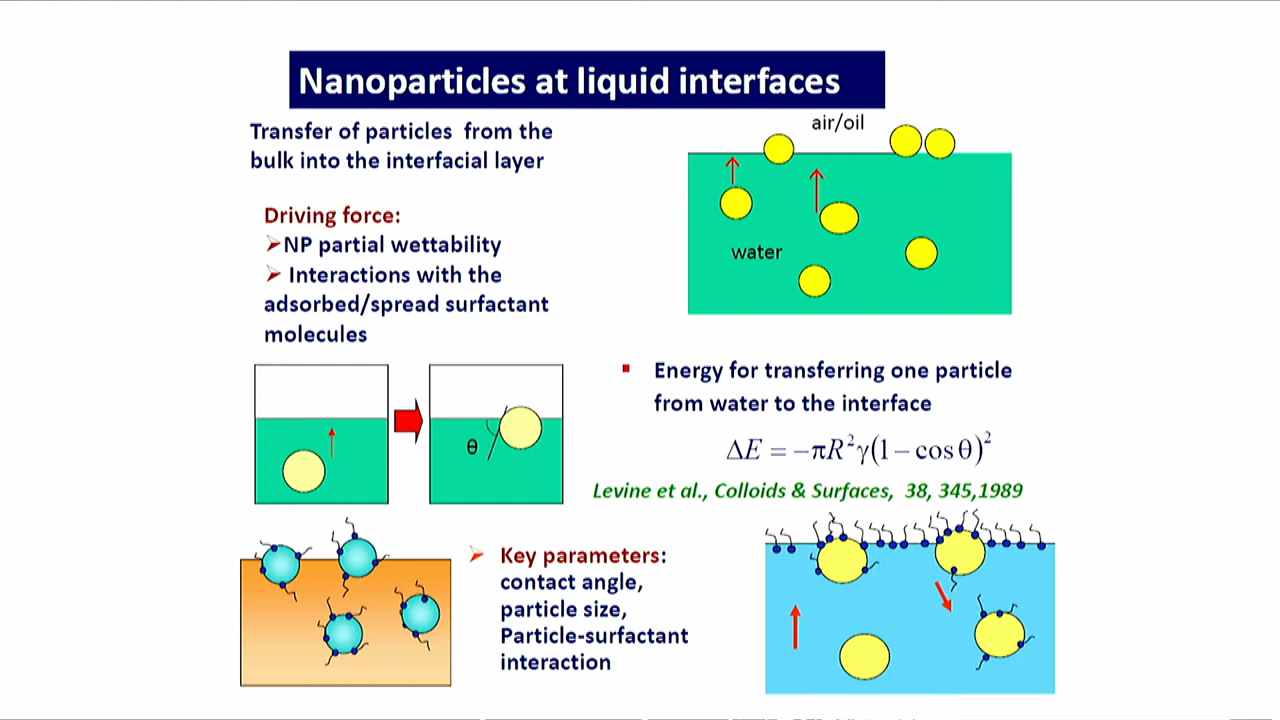 Nanoparticles at liquid interfaces
Transfer of particles from the
bulk into the interfacial layer
Driving force:
➢NP partial wettability
➢ Interactions with the
adsorbed/spread surfactant
molecules
air/oil
water
θ
▪ Energy for transferring one particle
from water to the interface
ΔE = −πR²γ(1 − cos θ)²
Levine et al., Colloids & Surfaces, 38, 345,1989
➢ Key parameters:
contact angle,
particle size,
Particle-surfactant
interaction